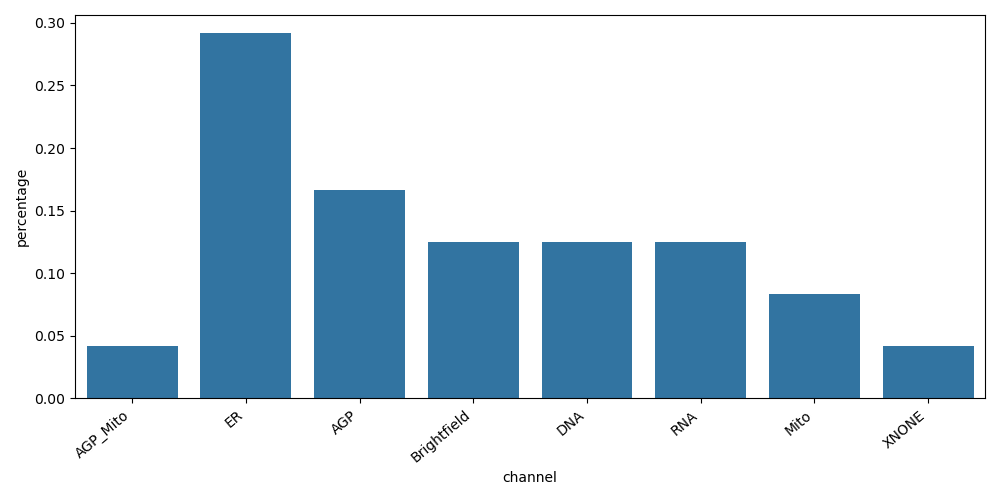 0.30
0.25
0.20
0.15
0.10
0.05
0.00
percentage
AGP_Mito
ER
AGP
Brightfield
DNA
RNA
Mito
XNONE
channel